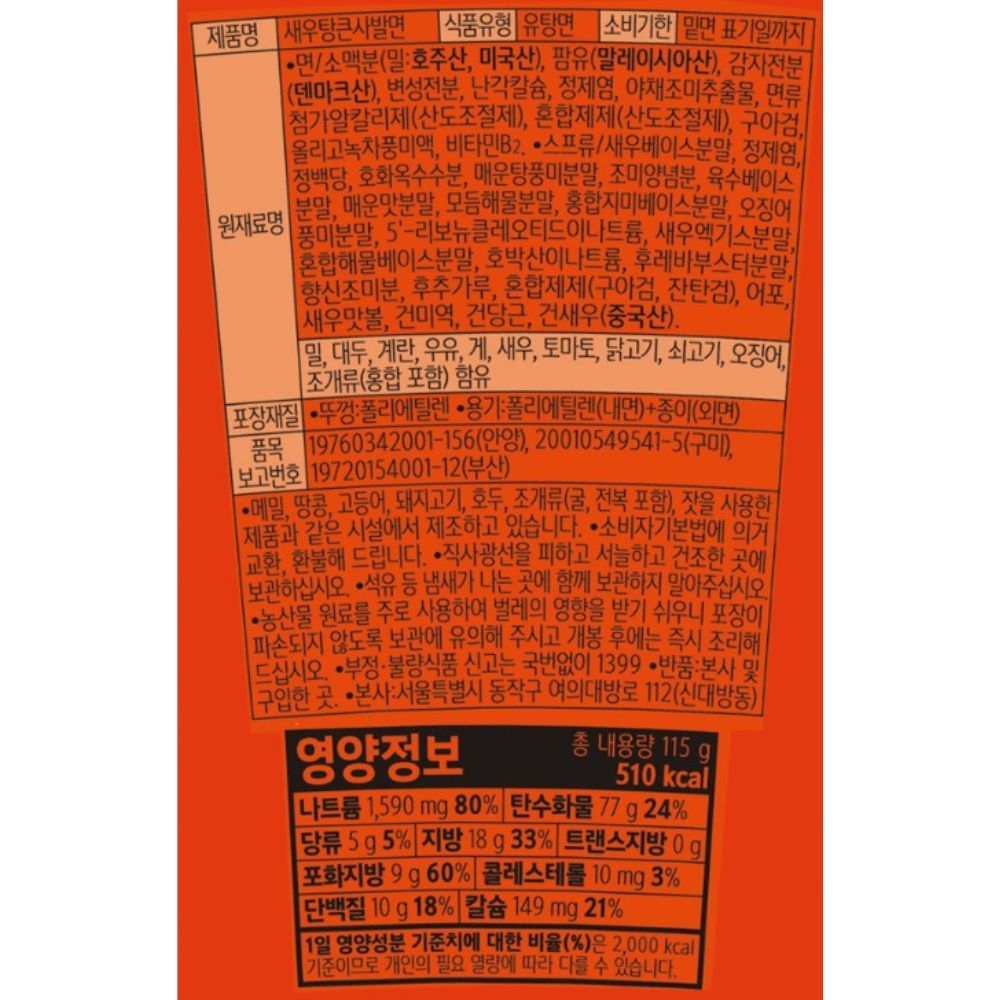 제품명 새우탕큰사발면 식품유형 유탕면 소비기한 밑면 표기일까지
원재료명
•면/소맥분(밀:호주산, 미국산), 팜유(말레이시아산), 감자전분
(덴마크산), 변성전분, 난각칼슘, 정제염, 야채조미추출물, 면류
첨가알칼리제(산도조절제), 혼합제제(산도조절제), 구아검,
올리고녹차풍미액, 비타민B2. •스프류/새우베이스분말, 정제염,
정백당, 호화옥수수분, 매운탕풍미분말, 조미양념분, 육수베이스
분말, 매운맛분말, 모듬해물분말, 홍합지미베이스분말, 오징어
풍미분말, 5'-리보뉴클레오티드이나트륨, 새우엑기스분말,
혼합해물베이스분말, 호박산이나트륨, 후레바부스터분말,
향신조미분, 후추가루, 혼합제제(구아검, 잔탄검), 어포,
새우맛볼, 건미역, 건당근, 건새우(중국산).
밀, 대두, 계란, 우유, 게, 새우, 토마토, 닭고기, 쇠고기, 오징어,
조개류(홍합 포함) 함유
포장재질 •뚜껑:폴리에틸렌 •용기:폴리에틸렌(내면)+종이(외면)
품목
보고번호
19760342001-156(안양), 20010549541-5(구미),
19720154001-12(부산)
•메밀, 땅콩, 고등어, 돼지고기, 호두, 조개류(굴, 전복 포함), 잣을 사용한
제품과 같은 시설에서 제조하고 있습니다. •소비자기본법에 의거
교환, 환불해 드립니다. •직사광선을 피하고 서늘하고 건조한 곳에
보관하십시오. •석유 등 냄새가 나는 곳에 함께 보관하지 말아주십시오.
•농산물 원료를 주로 사용하여 벌레의 영향을 받기 쉬우니 포장이
파손되지 않도록 보관에 유의해 주시고 개봉 후에는 즉시 조리해
드십시오. •부정·불량식품 신고는 국번없이 1399 •반품:본사 및
구입한 곳. •본사:서울특별시 동작구 여의대방로 112(신대방동)
영양정보 총 내용량 115 g
510 kcal
나트륨 1,590 mg 80% 탄수화물 77 g 24%
당류 5 g 5% 지방 18 g 33% 트랜스지방 0 g
포화지방 9 g 60% 콜레스테롤 10 mg 3%
단백질 10 g 18% 칼슘 149 mg 21%
1일 영양성분 기준치에 대한 비율(%)은 2,000 kcal
기준이므로 개인의 필요 열량에 따라 다를 수 있습니다.